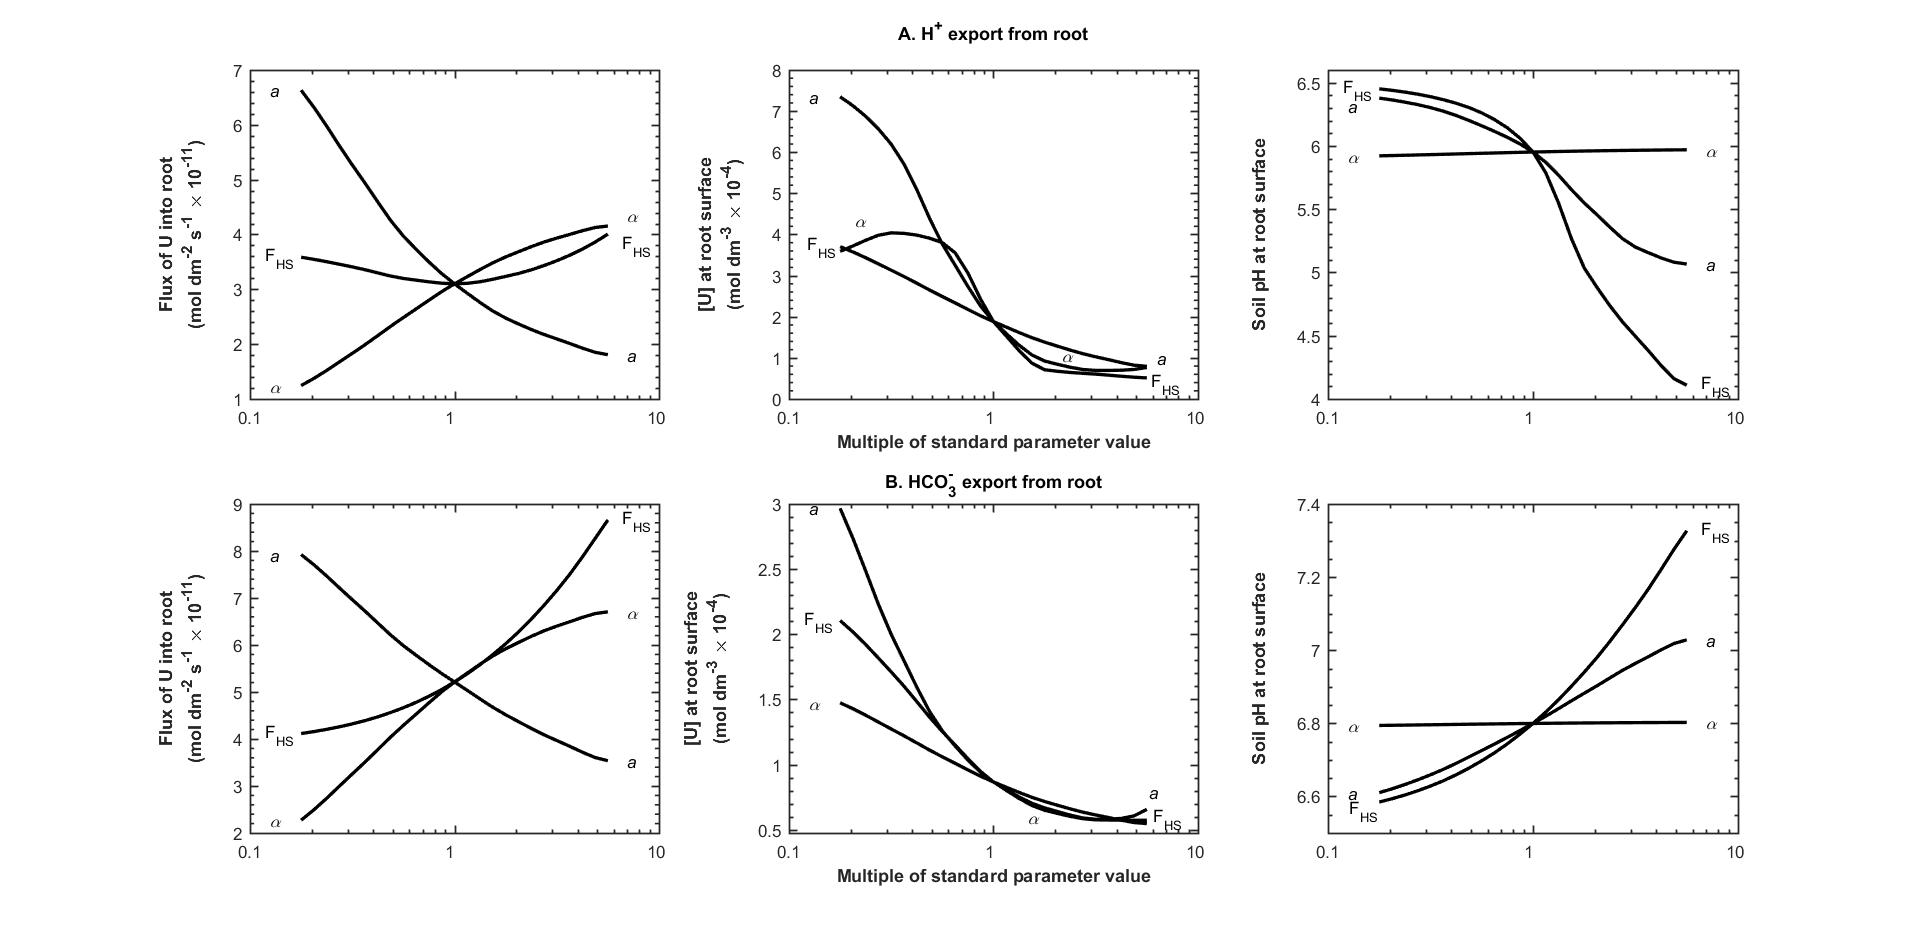 A. H+ export from root
Flux of U into root
(mol dm-2 s-1 × 10-11)
7
6
5
4
3
2
1
0.1
1
10
a
FHS
α
α
FHS
a
[U] at root surface
(mol dm-3 × 10-4)
8
7
6
5
4
3
2
1
0
0.1
1
10
a
α
FHS
α
a
FHS
Multiple of standard parameter value
Soil pH at root surface
6.5
6
5.5
5
4.5
4
0.1
1
10
FHS
a
α
α
a
FHS
B. HCO3- export from root
Flux of U into root
(mol dm-2 s-1 × 10-11)
9
8
7
6
5
4
3
2
0.1
1
10
a
FHS
α
FHS
α
a
[U] at root surface
(mol dm-3 × 10-4)
3
2.5
2
1.5
1
0.5
0.1
1
10
a
FHS
α
α
a
FHS
Multiple of standard parameter value
Soil pH at root surface
7.4
7.2
7
6.8
6.6
0.1
1
10
α
a
FHS
FHS
a
α